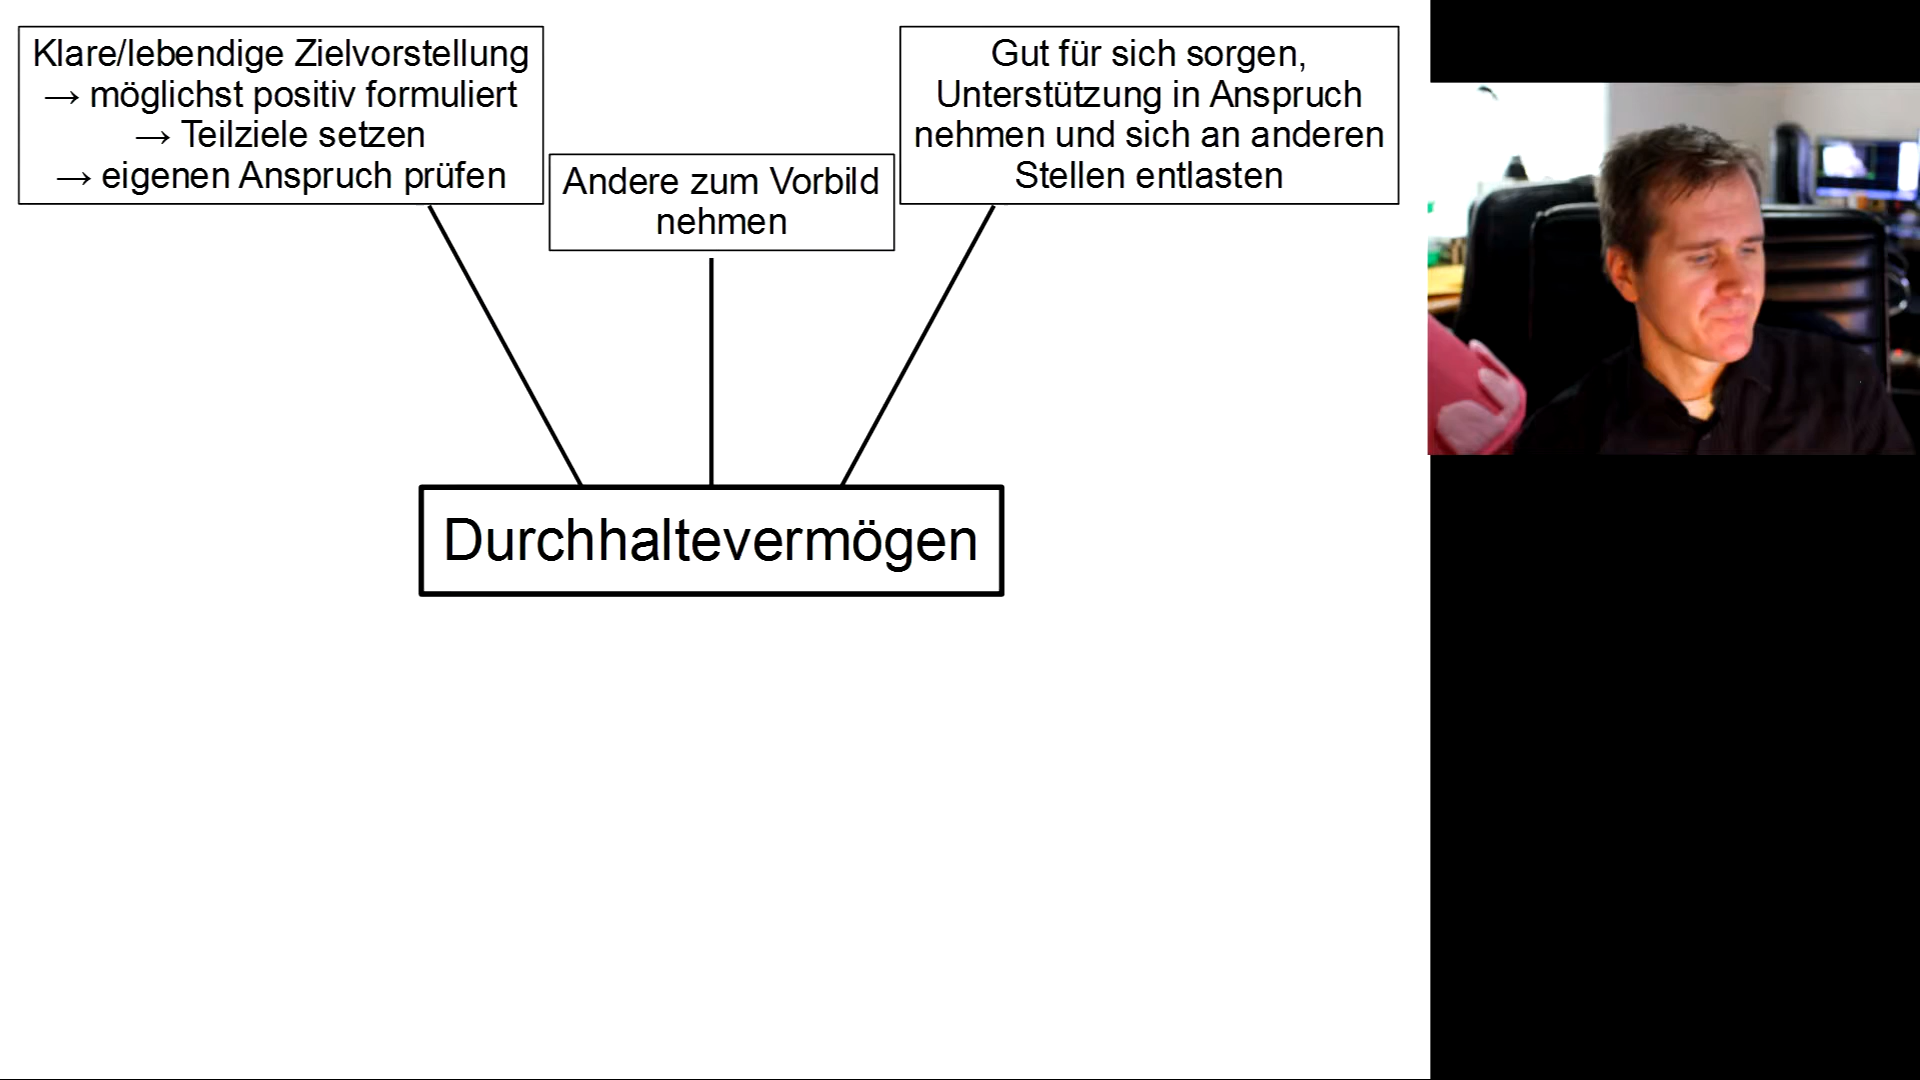 Klare/lebendige Zielvorstellung
→ möglichst positiv formuliert
→ Teilziele setzen
→ eigenen Anspruch prüfen
Andere zum Vorbild
nehmen
Gut für sich sorgen,
Unterstützung in Anspruch
nehmen und sich an anderen
Stellen entlasten
Durchhaltevermögen